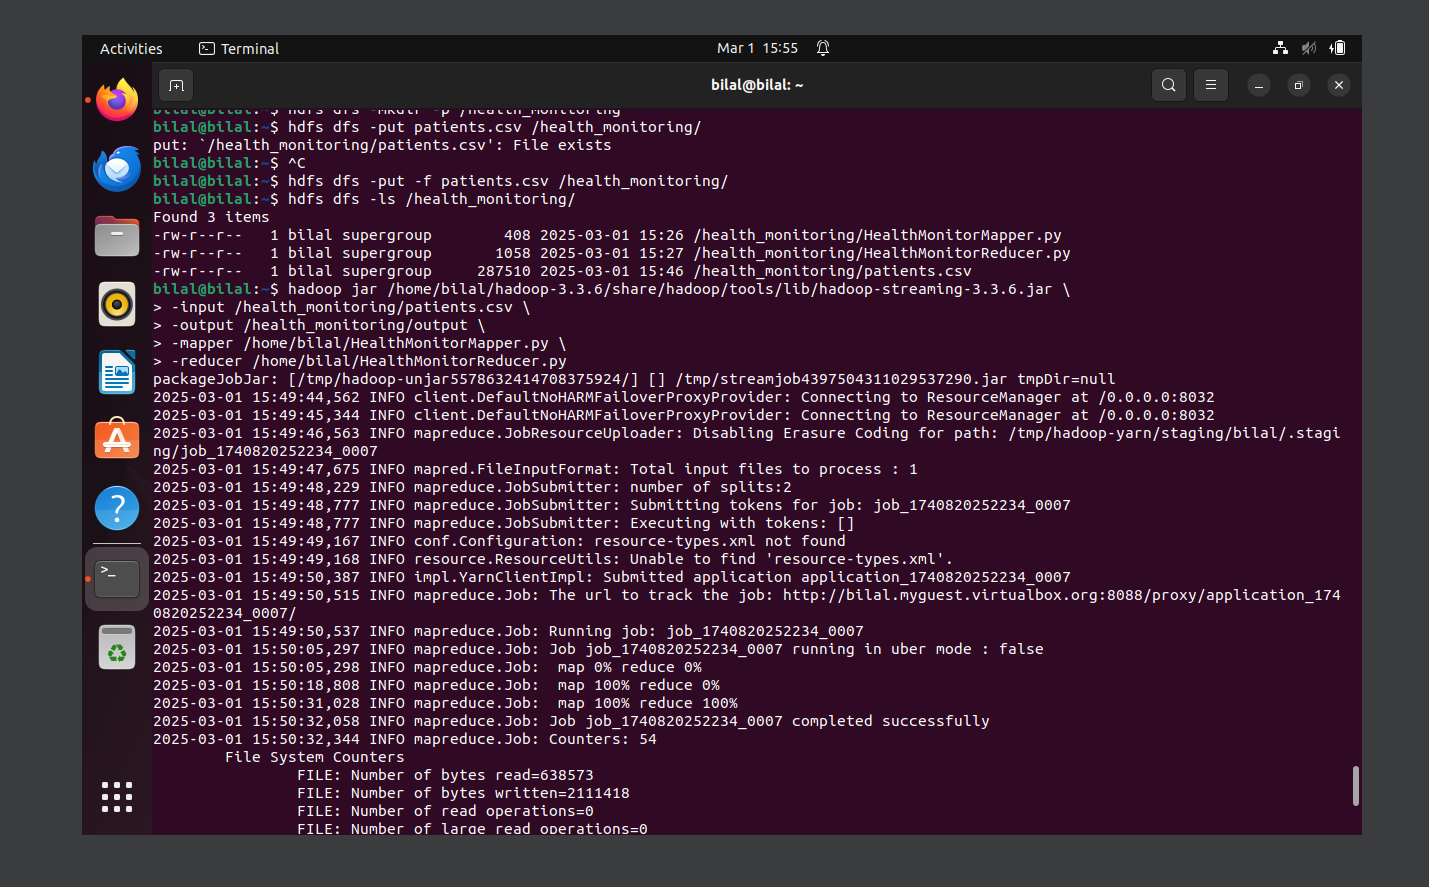 Activities
Terminal
Mar 1 15:55
bilal@bilal: ~
bilal@bilal:~$ hdfs dfs -mkdir -p /health_monitoring
bilal@bilal:~$ hdfs dfs -put patients.csv /health_monitoring/
put: `/health_monitoring/patients.csv': File exists
bilal@bilal:~$ ^C
bilal@bilal:~$ hdfs dfs -put -f patients.csv /health_monitoring/
bilal@bilal:~$ hdfs dfs -ls /health_monitoring/
Found 3 items
-rw-r--r--   1 bilal supergroup        408 2025-03-01 15:26 /health_monitoring/HealthMonitorMapper.py
-rw-r--r--   1 bilal supergroup       1058 2025-03-01 15:27 /health_monitoring/HealthMonitorReducer.py
-rw-r--r--   1 bilal supergroup     287510 2025-03-01 15:46 /health_monitoring/patients.csv
bilal@bilal:~$ hadoop jar /home/bilal/hadoop-3.3.6/share/hadoop/tools/lib/hadoop-streaming-3.3.6.jar \
> -input /health_monitoring/patients.csv \
> -output /health_monitoring/output \
> -mapper /home/bilal/HealthMonitorMapper.py \
> -reducer /home/bilal/HealthMonitorReducer.py
packageJobJar: [/tmp/hadoop-unjar5578632414708375924/] [] /tmp/streamjob4397504311029537290.jar tmpDir=null
2025-03-01 15:49:44,562 INFO client.DefaultNoHARMFailoverProxyProvider: Connecting to ResourceManager at /0.0.0.0:8032
2025-03-01 15:49:45,344 INFO client.DefaultNoHARMFailoverProxyProvider: Connecting to ResourceManager at /0.0.0.0:8032
2025-03-01 15:49:46,563 INFO mapreduce.JobResourceUploader: Disabling Erasure Coding for path: /tmp/hadoop-yarn/staging/bilal/.stagi
ng/job_1740820252234_0007
2025-03-01 15:49:47,675 INFO mapred.FileInputFormat: Total input files to process : 1
2025-03-01 15:49:48,229 INFO mapreduce.JobSubmitter: number of splits:2
2025-03-01 15:49:48,777 INFO mapreduce.JobSubmitter: Submitting tokens for job: job_1740820252234_0007
2025-03-01 15:49:48,777 INFO mapreduce.JobSubmitter: Executing with tokens: []
2025-03-01 15:49:49,167 INFO conf.Configuration: resource-types.xml not found
2025-03-01 15:49:49,168 INFO resource.ResourceUtils: Unable to find 'resource-types.xml'.
2025-03-01 15:49:50,387 INFO impl.YarnClientImpl: Submitted application application_1740820252234_0007
2025-03-01 15:49:50,515 INFO mapreduce.Job: The url to track the job: http://bilal.myguest.virtualbox.org:8088/proxy/application_174
0820252234_0007/
2025-03-01 15:49:50,537 INFO mapreduce.Job: Running job: job_1740820252234_0007
2025-03-01 15:50:05,297 INFO mapreduce.Job: Job job_1740820252234_0007 running in uber mode : false
2025-03-01 15:50:05,298 INFO mapreduce.Job:  map 0% reduce 0%
2025-03-01 15:50:18,808 INFO mapreduce.Job:  map 100% reduce 0%
2025-03-01 15:50:31,028 INFO mapreduce.Job:  map 100% reduce 100%
2025-03-01 15:50:32,058 INFO mapreduce.Job: Job job_1740820252234_0007 completed successfully
2025-03-01 15:50:32,344 INFO mapreduce.Job: Counters: 54
File System Counters
FILE: Number of bytes read=638573
FILE: Number of bytes written=2111418
FILE: Number of read operations=0
FILE: Number of large read operations=0